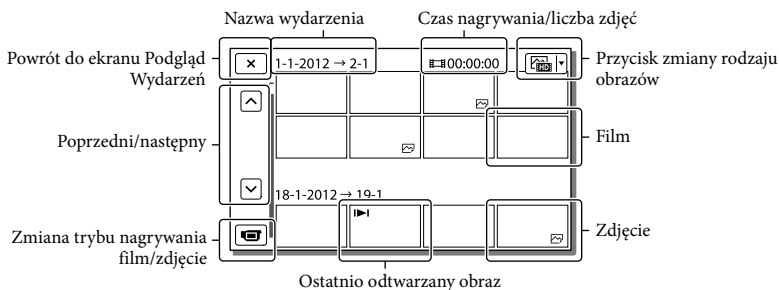 Nazwa wydarzenia
Czas nagrywania/liczba zdjęć
Powrót do ekranu Podgląd
Wydarzeń
1-1-2012 → 2-1
00:00:00
HD
Przycisk zmiany rodzaju
obrazów
Poprzedni/następny
Film
18-1-2012 → 19-1
Zmiana trybu nagrywania
film/zdjęcie
Zdjęcie
Ostatnio odtwarzany obraz